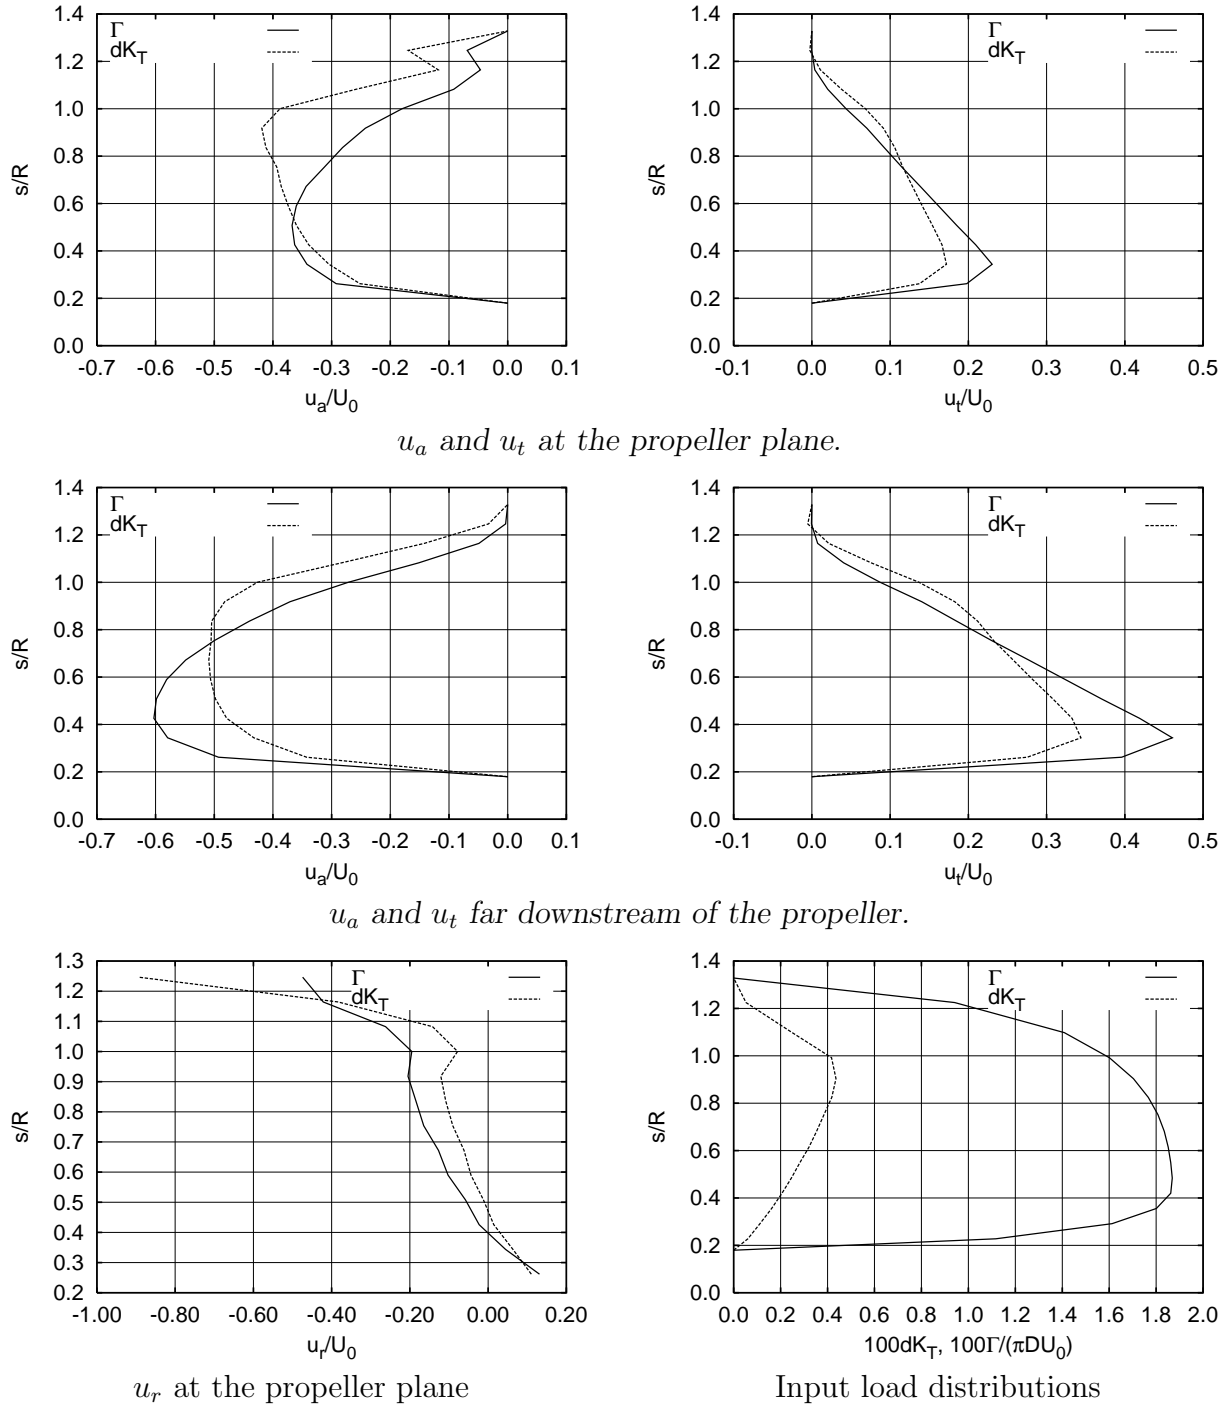 1.4
1.2
1.0
0.8
0.6
0.4
0.2
0.0
s/R
Γ
dK_T
-0.7 -0.6 -0.5 -0.4 -0.3 -0.2 -0.1 0.0 0.1
u_a/U_0
1.4
1.2
1.0
0.8
0.6
0.4
0.2
0.0
s/R
Γ
dK_T
-0.1 0.0 0.1 0.2 0.3 0.4 0.5
u_t/U_0
u_a and u_t at the propeller plane.
1.4
1.2
1.0
0.8
0.6
0.4
0.2
0.0
s/R
Γ
dK_T
-0.7 -0.6 -0.5 -0.4 -0.3 -0.2 -0.1 0.0 0.1
u_a/U_0
1.4
1.2
1.0
0.8
0.6
0.4
0.2
0.0
s/R
Γ
dK_T
-0.1 0.0 0.1 0.2 0.3 0.4 0.5
u_t/U_0
u_a and u_t far downstream of the propeller.
1.3
1.2
1.1
1.0
0.9
0.8
0.7
0.6
0.5
0.4
0.3
0.2
s/R
Γ
dK_T
-1.00 -0.80 -0.60 -0.40 -0.20 0.00 0.20
u_r/U_0
u_r at the propeller plane
1.4
1.2
1.0
0.8
0.6
0.4
0.2
0.0
s/R
Γ
dK_T
0.0 0.2 0.4 0.6 0.8 1.0 1.2 1.4 1.6 1.8 2.0
100dK_T, 100Γ/(πDU_0)
Input load distributions